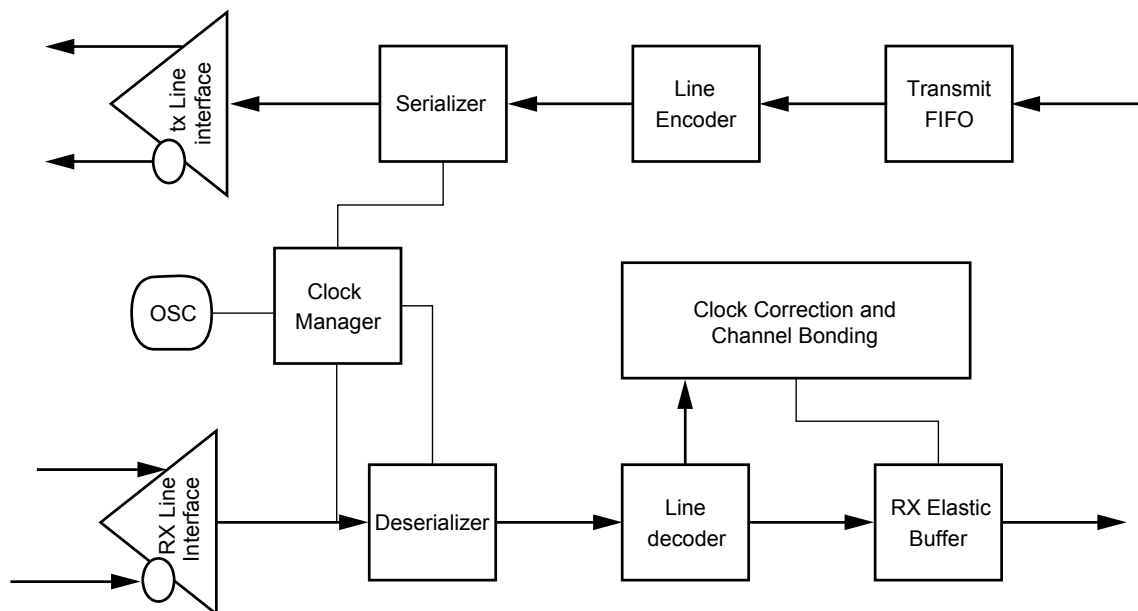 tx Line
interface
Serializer
Line
Encoder
Transmit
FIFO
OSC
Clock
Manager
Clock Correction and
Channel Bonding
RX Line
Interface
Deserializer
Line
decoder
RX Elastic
Buffer